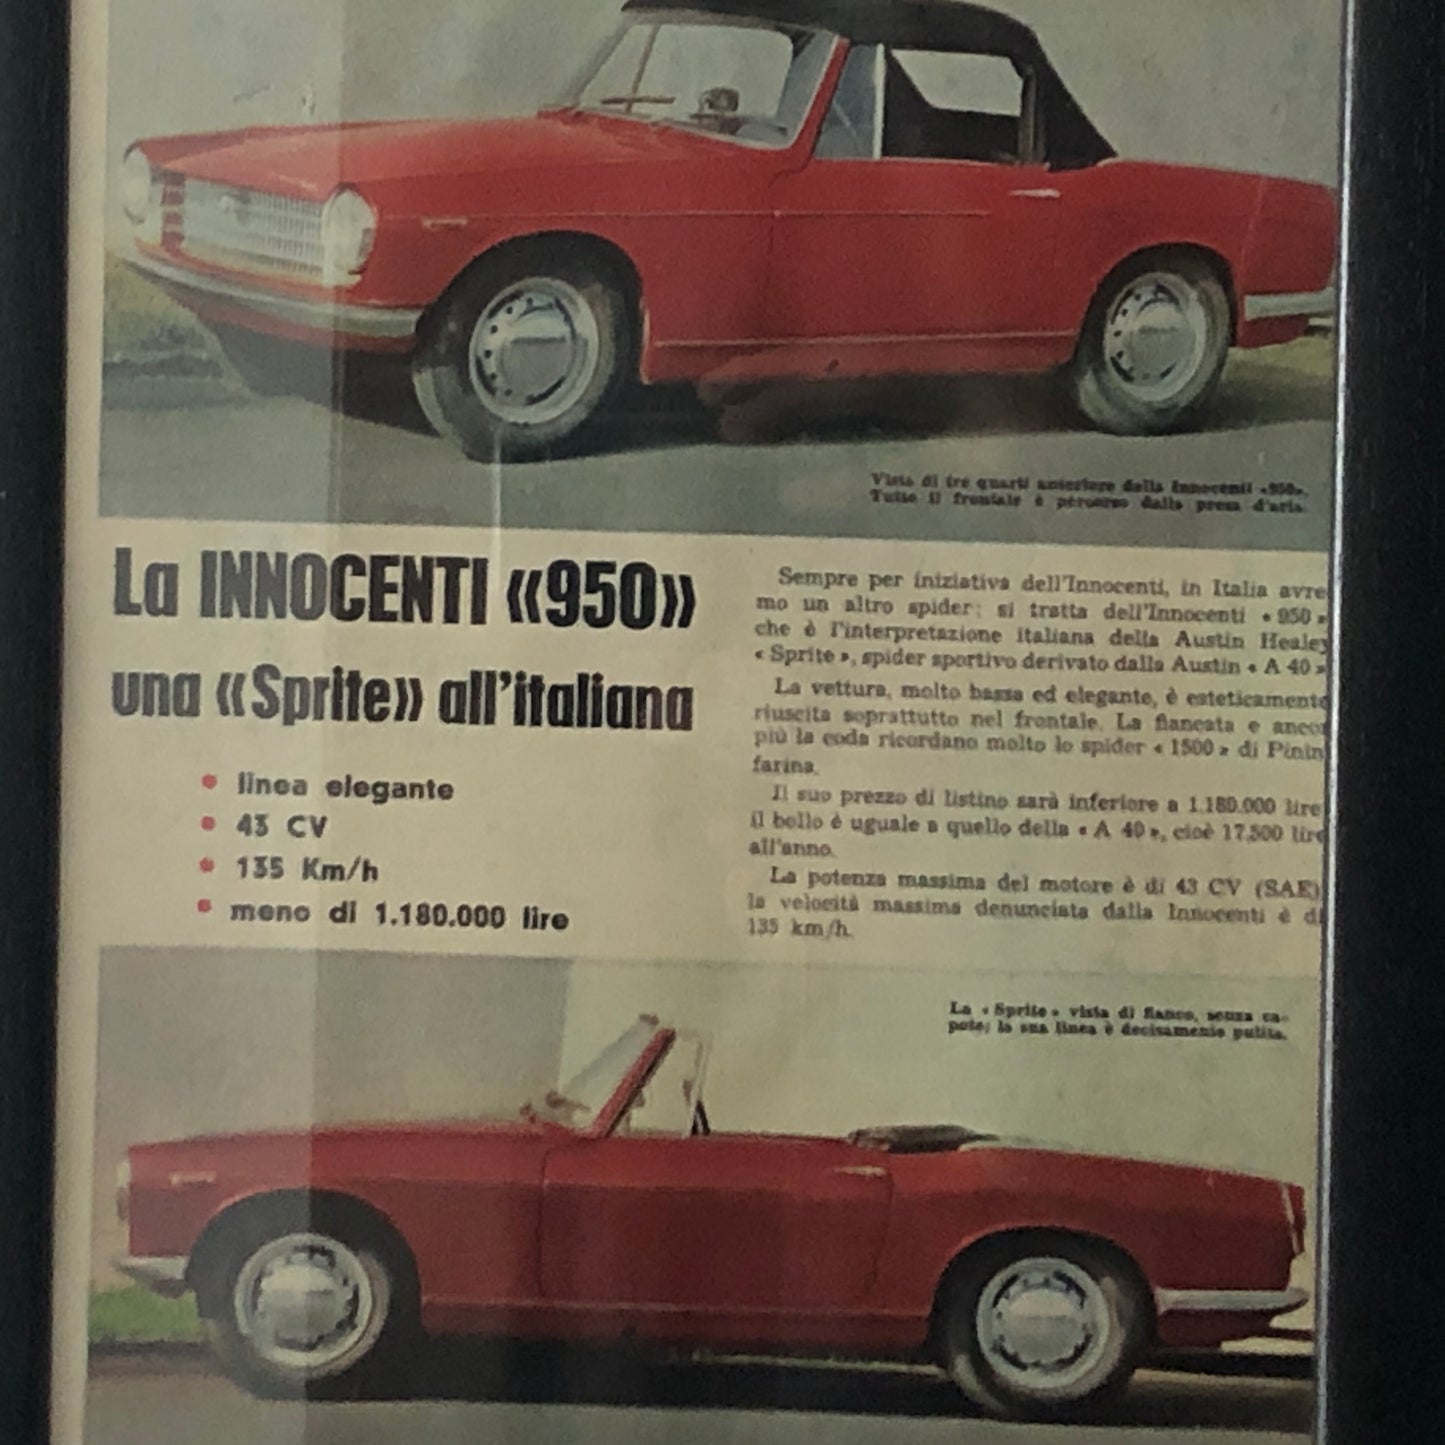 Vista di tre quarti anteriore della Innocenti «950».
Tutto il frontale è percorso dalla presa d'aria.
La INNOCENTI «950»
una «Sprite» all'italiana
• linea elegante
• 43 CV
• 135 Km/h
• meno di 1.180.000 lire
Sempre per iniziativa dell'Innocenti, in Italia avre
mo un altro spider: si tratta dell'Innocenti « 950 »
che è l'interpretazione italiana della Austin Healey
« Sprite », spider sportivo derivato dalla Austin « A 40 »
La vettura, molto bassa ed elegante, è esteticamente
riuscita soprattutto nel frontale. La fiancata e ancor
più la coda ricordano molto lo spider « 1500 » di Pinin
farina.
Il suo prezzo di listino sarà inferiore a 1.180.000 lire
il bollo è uguale a quello della « A 40 », cioè 17.500 lire
all'anno.
La potenza massima del motore è di 43 CV (SAE)
la velocità massima denunciata dalla Innocenti è di
135 km/h.
La « Sprite » vista di fianco, senza ca-
pote; la sua linea è decisamente pulita.